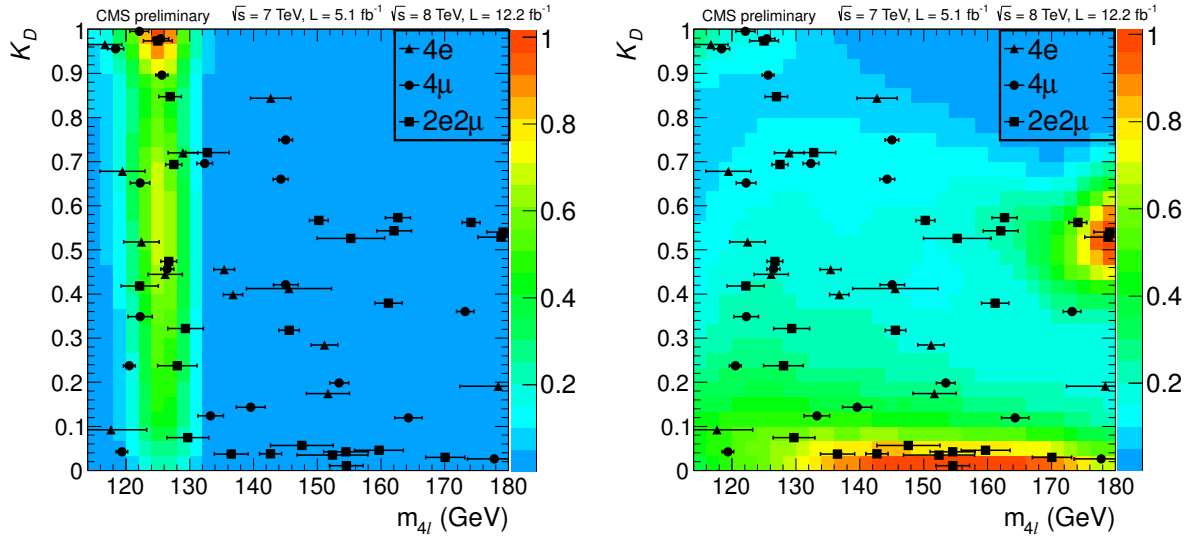 CMS preliminary √s = 7 TeV, L = 5.1 fb⁻¹ √s = 8 TeV, L = 12.2 fb⁻¹
K_D
1
0.9
0.8
0.7
0.6
0.5
0.4
0.3
0.2
0.1
0
4e
4μ
2e2μ
1
0.8
0.6
0.4
0.2
120 130 140 150 160 170 180
m_4l (GeV)
CMS preliminary √s = 7 TeV, L = 5.1 fb⁻¹ √s = 8 TeV, L = 12.2 fb⁻¹
K_D
1
0.9
0.8
0.7
0.6
0.5
0.4
0.3
0.2
0.1
0
4e
4μ
2e2μ
1
0.8
0.6
0.4
0.2
120 130 140 150 160 170 180
m_4l (GeV)